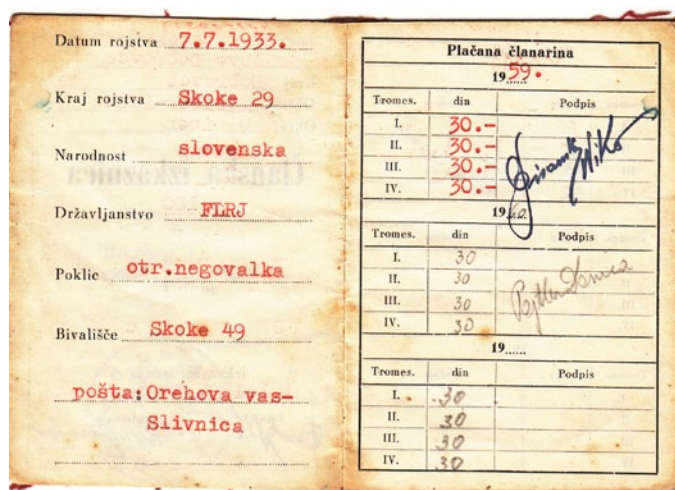 Datum rojstva 7.7.1933.
Kraj rojstva Skoke 29
Narodnost slovenska
Državljanstvo FLRJ
Poklic otr.negovalka
Bivališče Skoke 49
pošta:Orehova vas-
Slivnica
Plačana članarina
1959.
Tromes. din Podpis
I. 30.-
II. 30.-
III. 30.-
IV. 30.-
1960.
Tromes. din Podpis
I. 30
II. 30
III. 30
IV. 30
19
Tromes. din Podpis
I. 30
II. 30
III. 30
IV. 30